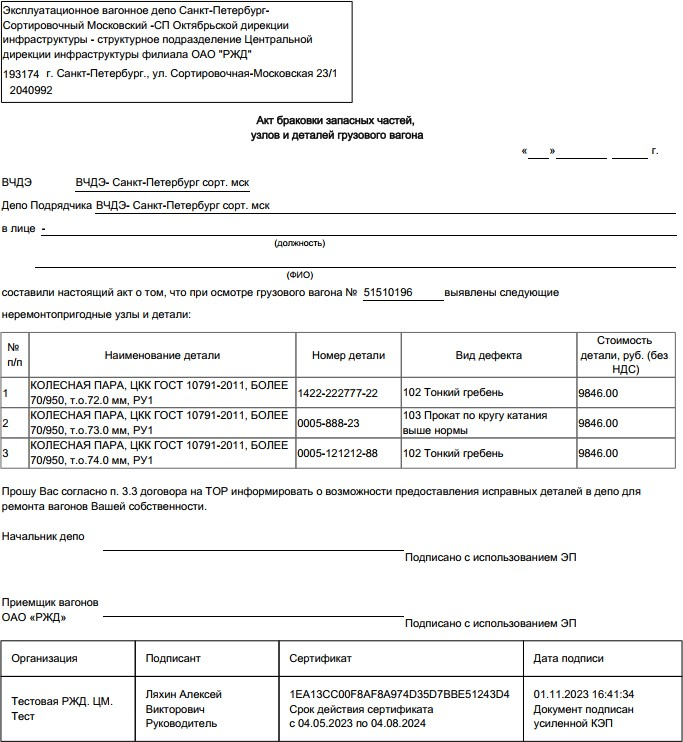 Эксплуатационное вагонное депо Санкт-Петербург-
Сортировочный Московский -СП Октябрьской дирекции
инфраструктуры - структурное подразделение Центральной
дирекции инфраструктуры филиала ОАО "РЖД"
193174 г. Санкт-Петербург., ул. Сортировочная-Московская 23/1
2040992
Акт браковки запасных частей,
узлов и деталей грузового вагона
«___»________ _____ г.
ВЧДЭ ВЧДЭ- Санкт-Петербург сорт. мск
Депо Подрядчика ВЧДЭ- Санкт-Петербург сорт. мск
в лице -
(должность)
(ФИО)
составили настоящий акт о том, что при осмотре грузового вагона № 51510196 выявлены следующие
неремонтопригодные узлы и детали:
№ п/п Наименование детали Номер детали Вид дефекта Стоимость детали, руб. (без НДС)
1 КОЛЕСНАЯ ПАРА, ЦКК ГОСТ 10791-2011, БОЛЕЕ 70/950, т.о.72.0 мм, РУ1 1422-222777-22 102 Тонкий гребень 9846.00
2 КОЛЕСНАЯ ПАРА, ЦКК ГОСТ 10791-2011, БОЛЕЕ 70/950, т.о.73.0 мм, РУ1 0005-888-23 103 Прокат по кругу катания выше нормы 9846.00
3 КОЛЕСНАЯ ПАРА, ЦКК ГОСТ 10791-2011, БОЛЕЕ 70/950, т.о.74.0 мм, РУ1 0005-121212-88 102 Тонкий гребень 9846.00
Прошу Вас согласно п. 3.3 договора на ТОР информировать о возможности предоставления исправных деталей в депо для
ремонта вагонов Вашей собственности.
Начальник депо
Подписано с использованием ЭП
Приемщик вагонов
ОАО «РЖД»
Подписано с использованием ЭП
Организация Подписант Сертификат Дата подписи
Тестовая РЖД. ЦМ. Тест Ляхин Алексей Викторович Руководитель 1EA13CC00F8AF8A974D35D7BBE51243D4 Срок действия сертификата с 04.05.2023 по 04.08.2024 01.11.2023 16:41:34 Документ подписан усиленной КЭП